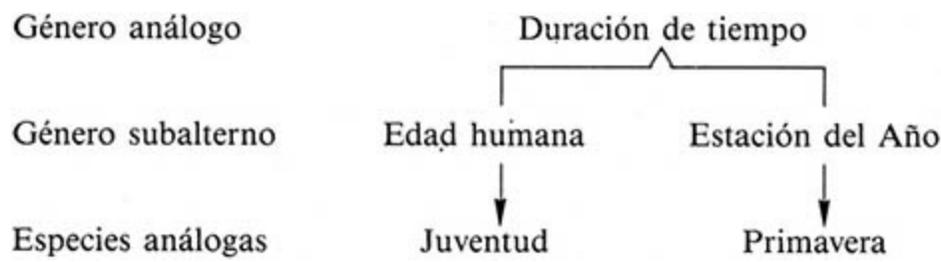 Género análogo Duración de tiempo
Género subalterno Edad humana Estación del Año
Especies análogas Juventud Primavera